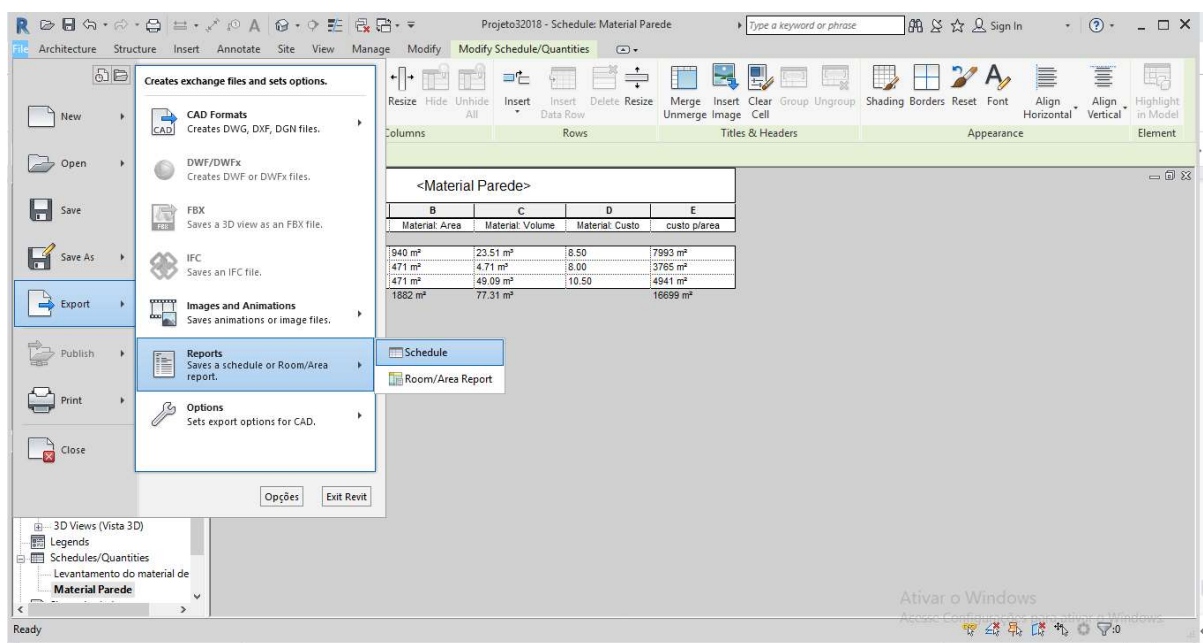 Projeto32018 - Schedule: Material Parede
Type a keyword or phrase
Sign In
File Architecture Structure Insert Annotate Site View Manage Modify Modify Schedule/Quantities
Resize Hide Unhide All Insert Insert Data Row Delete Resize Merge Unmerge Insert Image Clear Cell Group Ungroup Shading Borders Reset Font Align Horizontal Align Vertical Highlight in Model
Columns Rows Titles & Headers Appearance Element
New
Open
Save
Save As
Export
Publish
Print
Close
Creates exchange files and sets options.
CAD
CAD Formats
Creates DWG, DXF, DGN files.
DWF/DWFx
Creates DWF or DWFx files.
FBX
FBX
Saves a 3D view as an FBX file.
IFC
Saves an IFC file.
Images and Animations
Saves animations or image files.
Reports
Saves a schedule or Room/Area
report.
Options
Sets export options for CAD.
Schedule
Room/Area Report
Opções Exit Revit
<Material Parede>
B C D E
Material: Area Material: Volume Material: Custo custo p/area
940 m² 23.51 m³ 8.50 7993 m²
471 m² 4.71 m³ 8.00 3765 m²
471 m² 49.09 m³ 10.50 4941 m²
1882 m² 77.31 m³ 16699 m²
3D Views (Vista 3D)
Legends
Schedules/Quantities
Levantamento do material de
Material Parede
Ativar o Windows
Acesse Configurações para ativar o Windows.
Ready
:0